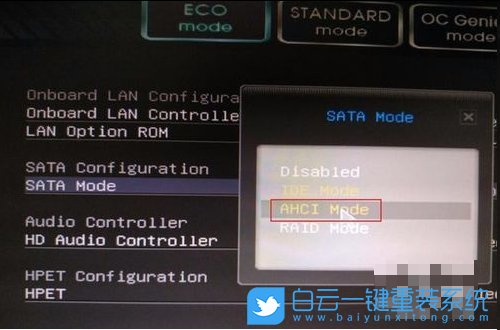 ECO
mode
STANDARD
mode
OC Genie
mode
Onboard LAN Configura
Onboard LAN Controller
LAN Option ROM
SATA Configuration
SATA Mode
Audio Controller
HD Audio Controller
HPET Configuration
HPET
SATA Mode
Disabled
IDE Mode
AHCI Mode
RAID Mode
白云一键重装系统
www.baiyunxitong.com